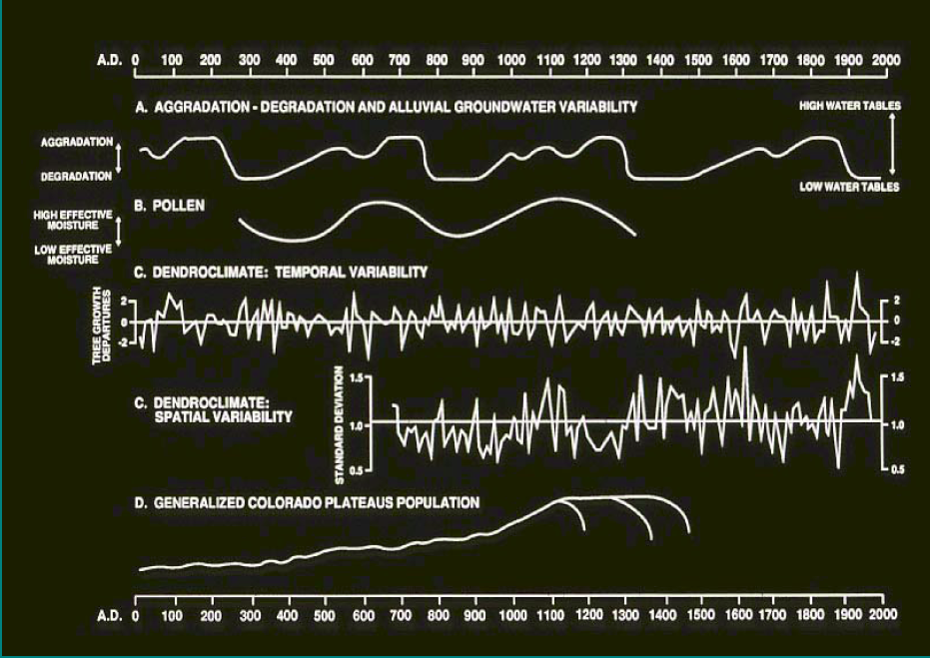 A.D. 0 100 200 300 400 500 600 700 800 900 1000 1100 1200 1300 1400 1500 1600 1700 1800 1900 2000
A. AGGRADATION - DEGRADATION AND ALLUVIAL GROUNDWATER VARIABILITY
HIGH WATER TABLES
AGGRADATION
DEGRADATION
LOW WATER TABLES
B. POLLEN
HIGH EFFECTIVE
MOISTURE
LOW EFFECTIVE
MOISTURE
C. DENDROCLIMATE: TEMPORAL VARIABILITY
TREE GROWTH
DEPARTURES
2
0
-2
2
0
-2
C. DENDROCLIMATE:
SPATIAL VARIABILITY
STANDARD DEVIATION
1.5
1.0
0.5
1.5
1.0
0.5
D. GENERALIZED COLORADO PLATEAUS POPULATION
A.D. 0 100 200 300 400 500 600 700 800 900 1000 1100 1200 1300 1400 1500 1600 1700 1800 1900 2000